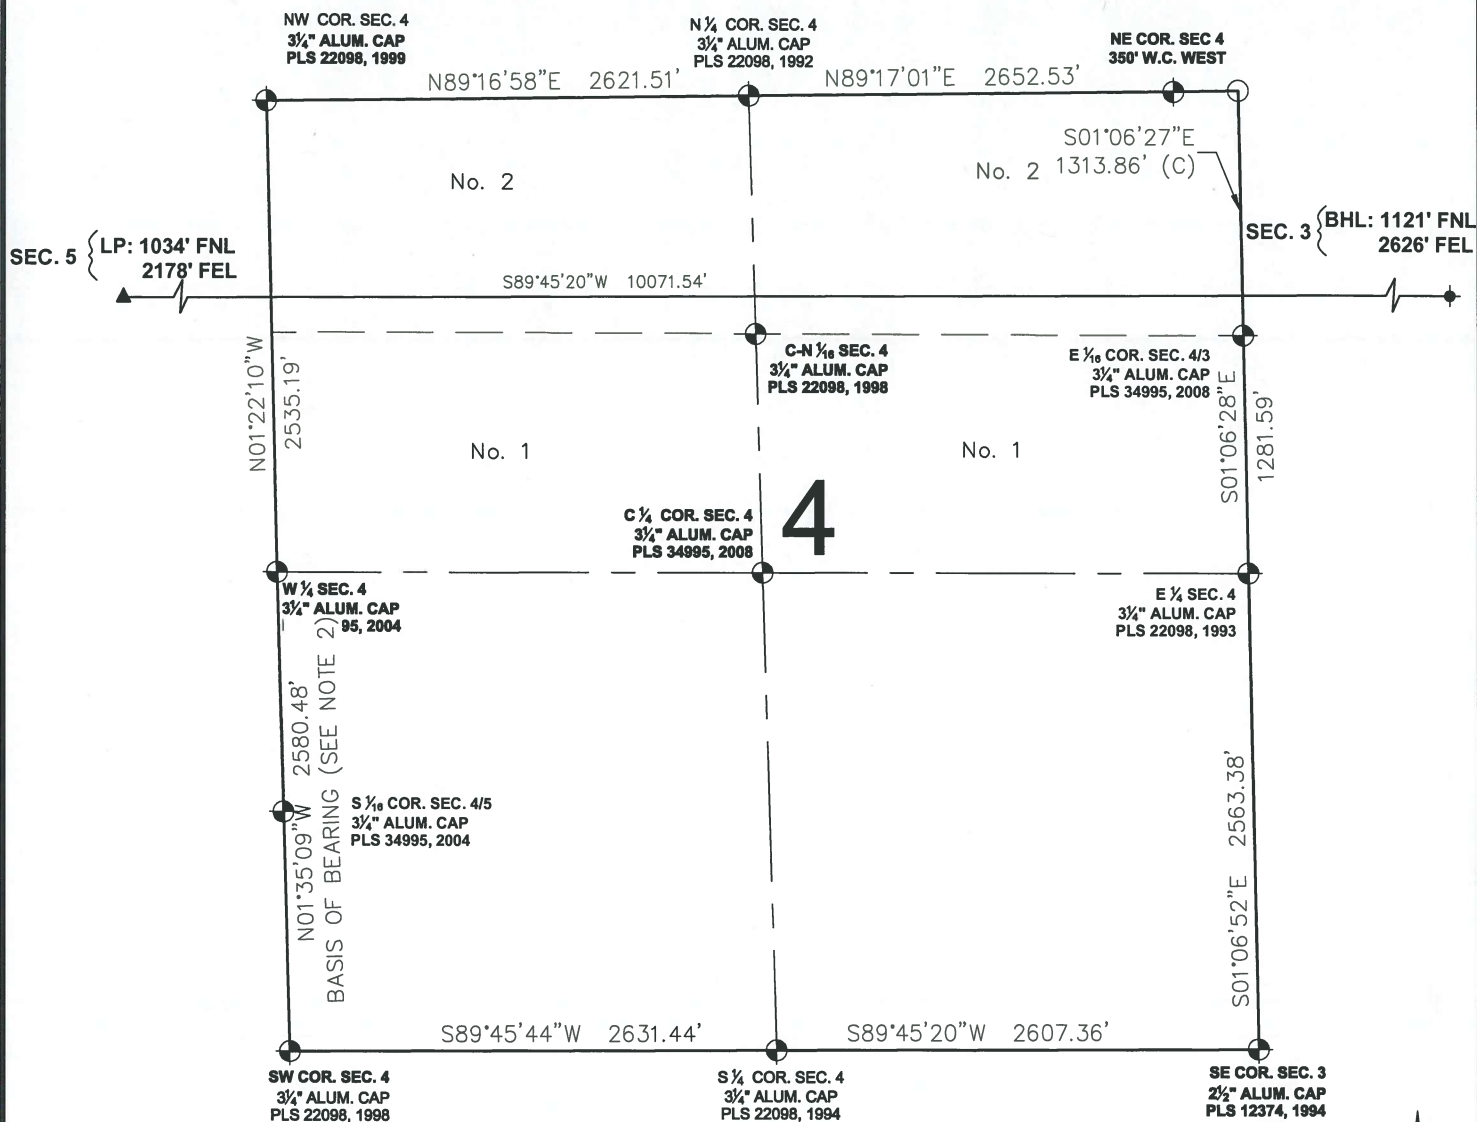 NW COR. SEC. 4
3¼" ALUM. CAP
PLS 22098, 1999
N ¼ COR. SEC. 4
3¼" ALUM. CAP
PLS 22098, 1992
NE COR. SEC 4
350' W.C. WEST
N89°16'58"E 2621.51'
N89°17'01"E 2652.53'
S01°06'27"E
1313.86' (C)
No. 2
No. 2
SEC. 5
LP: 1034' FNL
2178' FEL
SEC. 3
BHL: 1121' FNL
2626' FEL
S89°45'20"W 10071.54'
C-N 1⁄16 SEC. 4
3¼" ALUM. CAP
PLS 22098, 1998
E 1⁄16 COR. SEC. 4/3
3¼" ALUM. CAP
PLS 34995, 2008
N01°22'10"W
2535.19'
S01°06'28"E
1281.59'
No. 1
No. 1
C ¼ COR. SEC. 4
3¼" ALUM. CAP
PLS 34995, 2008
4
W ¼ SEC. 4
3¼" ALUM. CAP
95, 2004
E ¼ SEC. 4
3¼" ALUM. CAP
PLS 22098, 1993
N01°35'09"W 2580.48'
BASIS OF BEARING (SEE NOTE 2)
S 1⁄16 COR. SEC. 4/5
3¼" ALUM. CAP
PLS 34995, 2004
S01°06'52"E 2563.38'
S89°45'44"W 2631.44'
S89°45'20"W 2607.36'
SW COR. SEC. 4
3¼" ALUM. CAP
PLS 22098, 1998
S ¼ COR. SEC. 4
3¼" ALUM. CAP
PLS 22098, 1994
SE COR. SEC. 3
2½" ALUM. CAP
PLS 12374, 1994